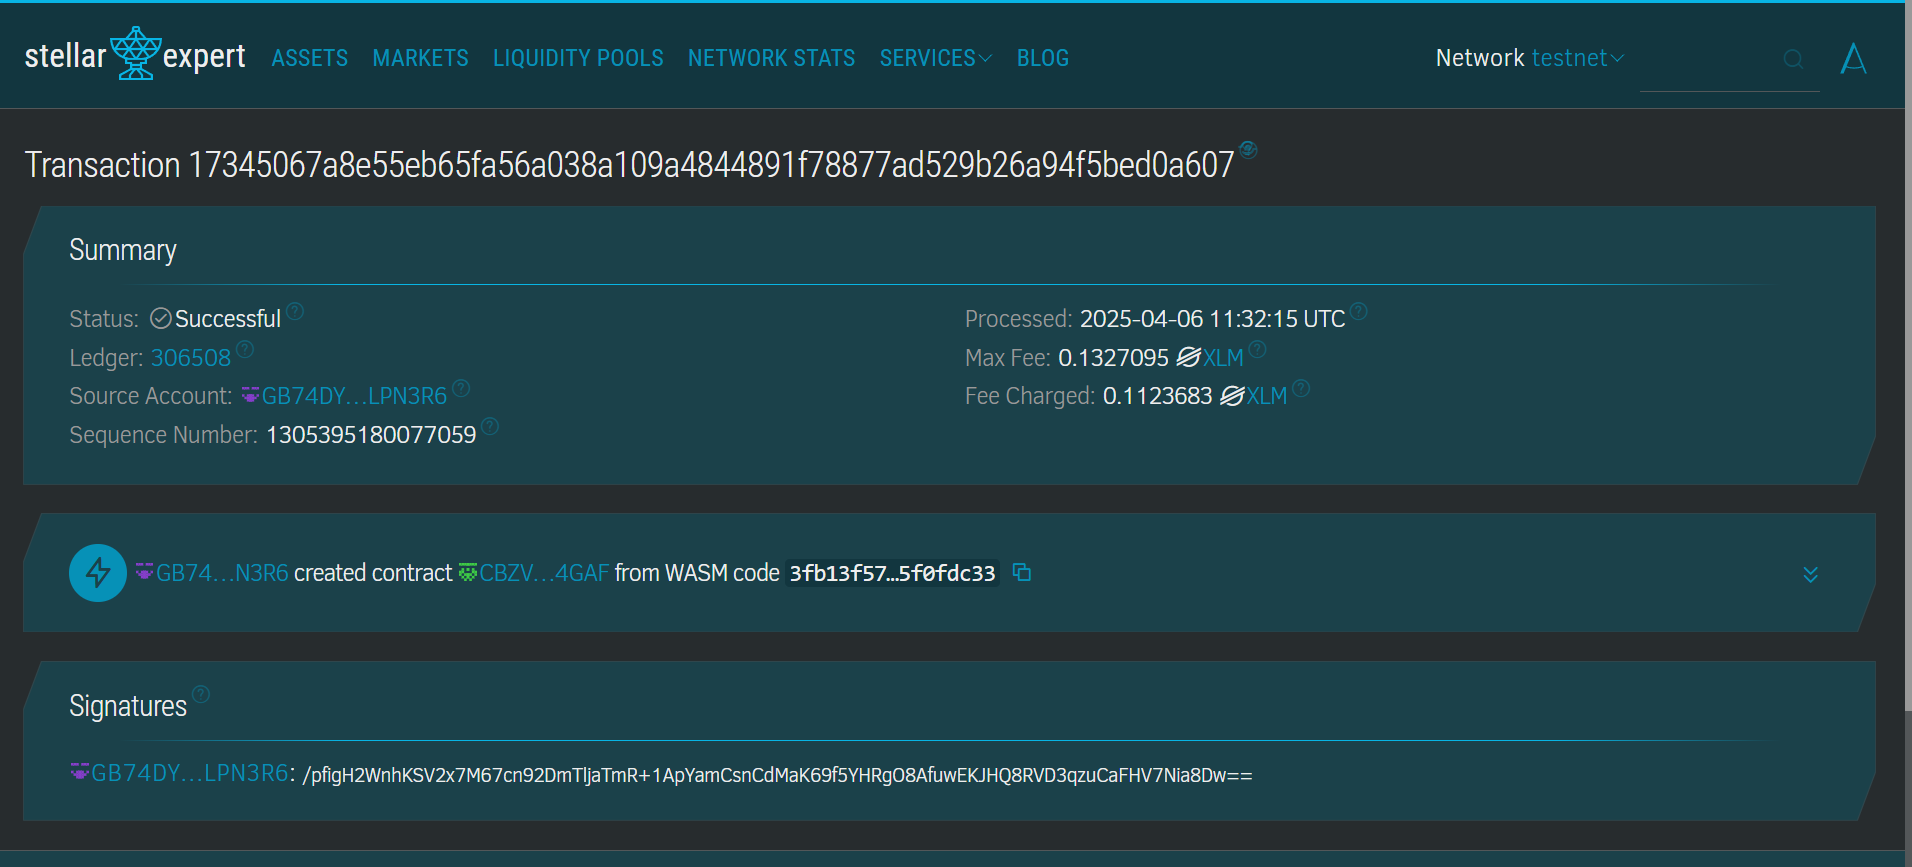 stellar expert ASSETS MARKETS LIQUIDITY POOLS NETWORK STATS SERVICES BLOG Network testnet
Transaction 17345067a8e55eb65fa56a038a109a4844891f78877ad529b26a94f5bed0a607
Summary
Status: Successful
Processed: 2025-04-06 11:32:15 UTC
Ledger: 306508
Max Fee: 0.1327095 XLM
Source Account: GB74DY…LPN3R6
Fee Charged: 0.1123683 XLM
Sequence Number: 1305395180077059
GB74…N3R6 created contract CBZV…4GAF from WASM code 3fb13f57…5f0fdc33
Signatures
GB74DY…LPN3R6: /pfigH2WnhKSV2x7M67cn92DmTljaTmR+1ApYamCsnCdMaK69f5YHRgO8AfuwEKJHQ8RVD3qzuCaFHV7Nia8Dw==